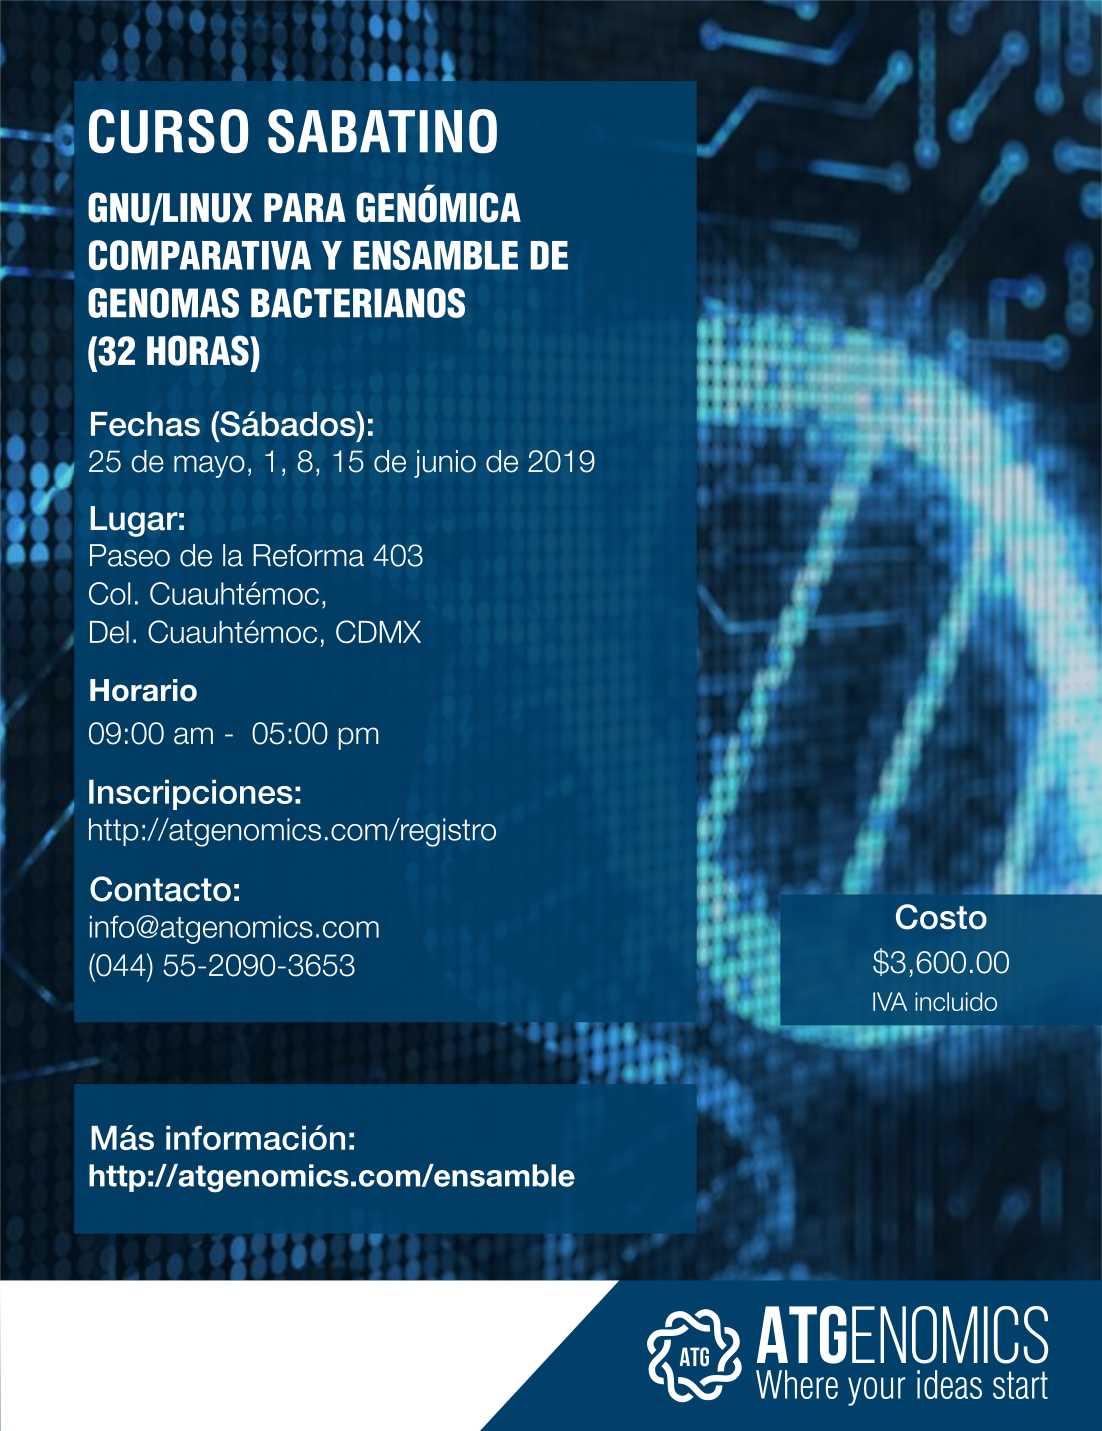 CURSO SABATINO
GNU/LINUX PARA GENÓMICA
COMPARATIVA Y ENSAMBLE DE
GENOMAS BACTERIANOS
(32 HORAS)
Fechas (Sábados):
25 de mayo, 1, 8, 15 de junio de 2019
Lugar:
Paseo de la Reforma 403
Col. Cuauhtémoc,
Del. Cuauhtémoc, CDMX
Horario
09:00 am - 05:00 pm
Inscripciones:
http://atgenomics.com/registro
Contacto:
info@atgenomics.com
(044) 55-2090-3653
Costo
$3,600.00
IVA incluido
Más información:
http://atgenomics.com/ensamble
ATG
ATGENOMICS
Where your ideas start